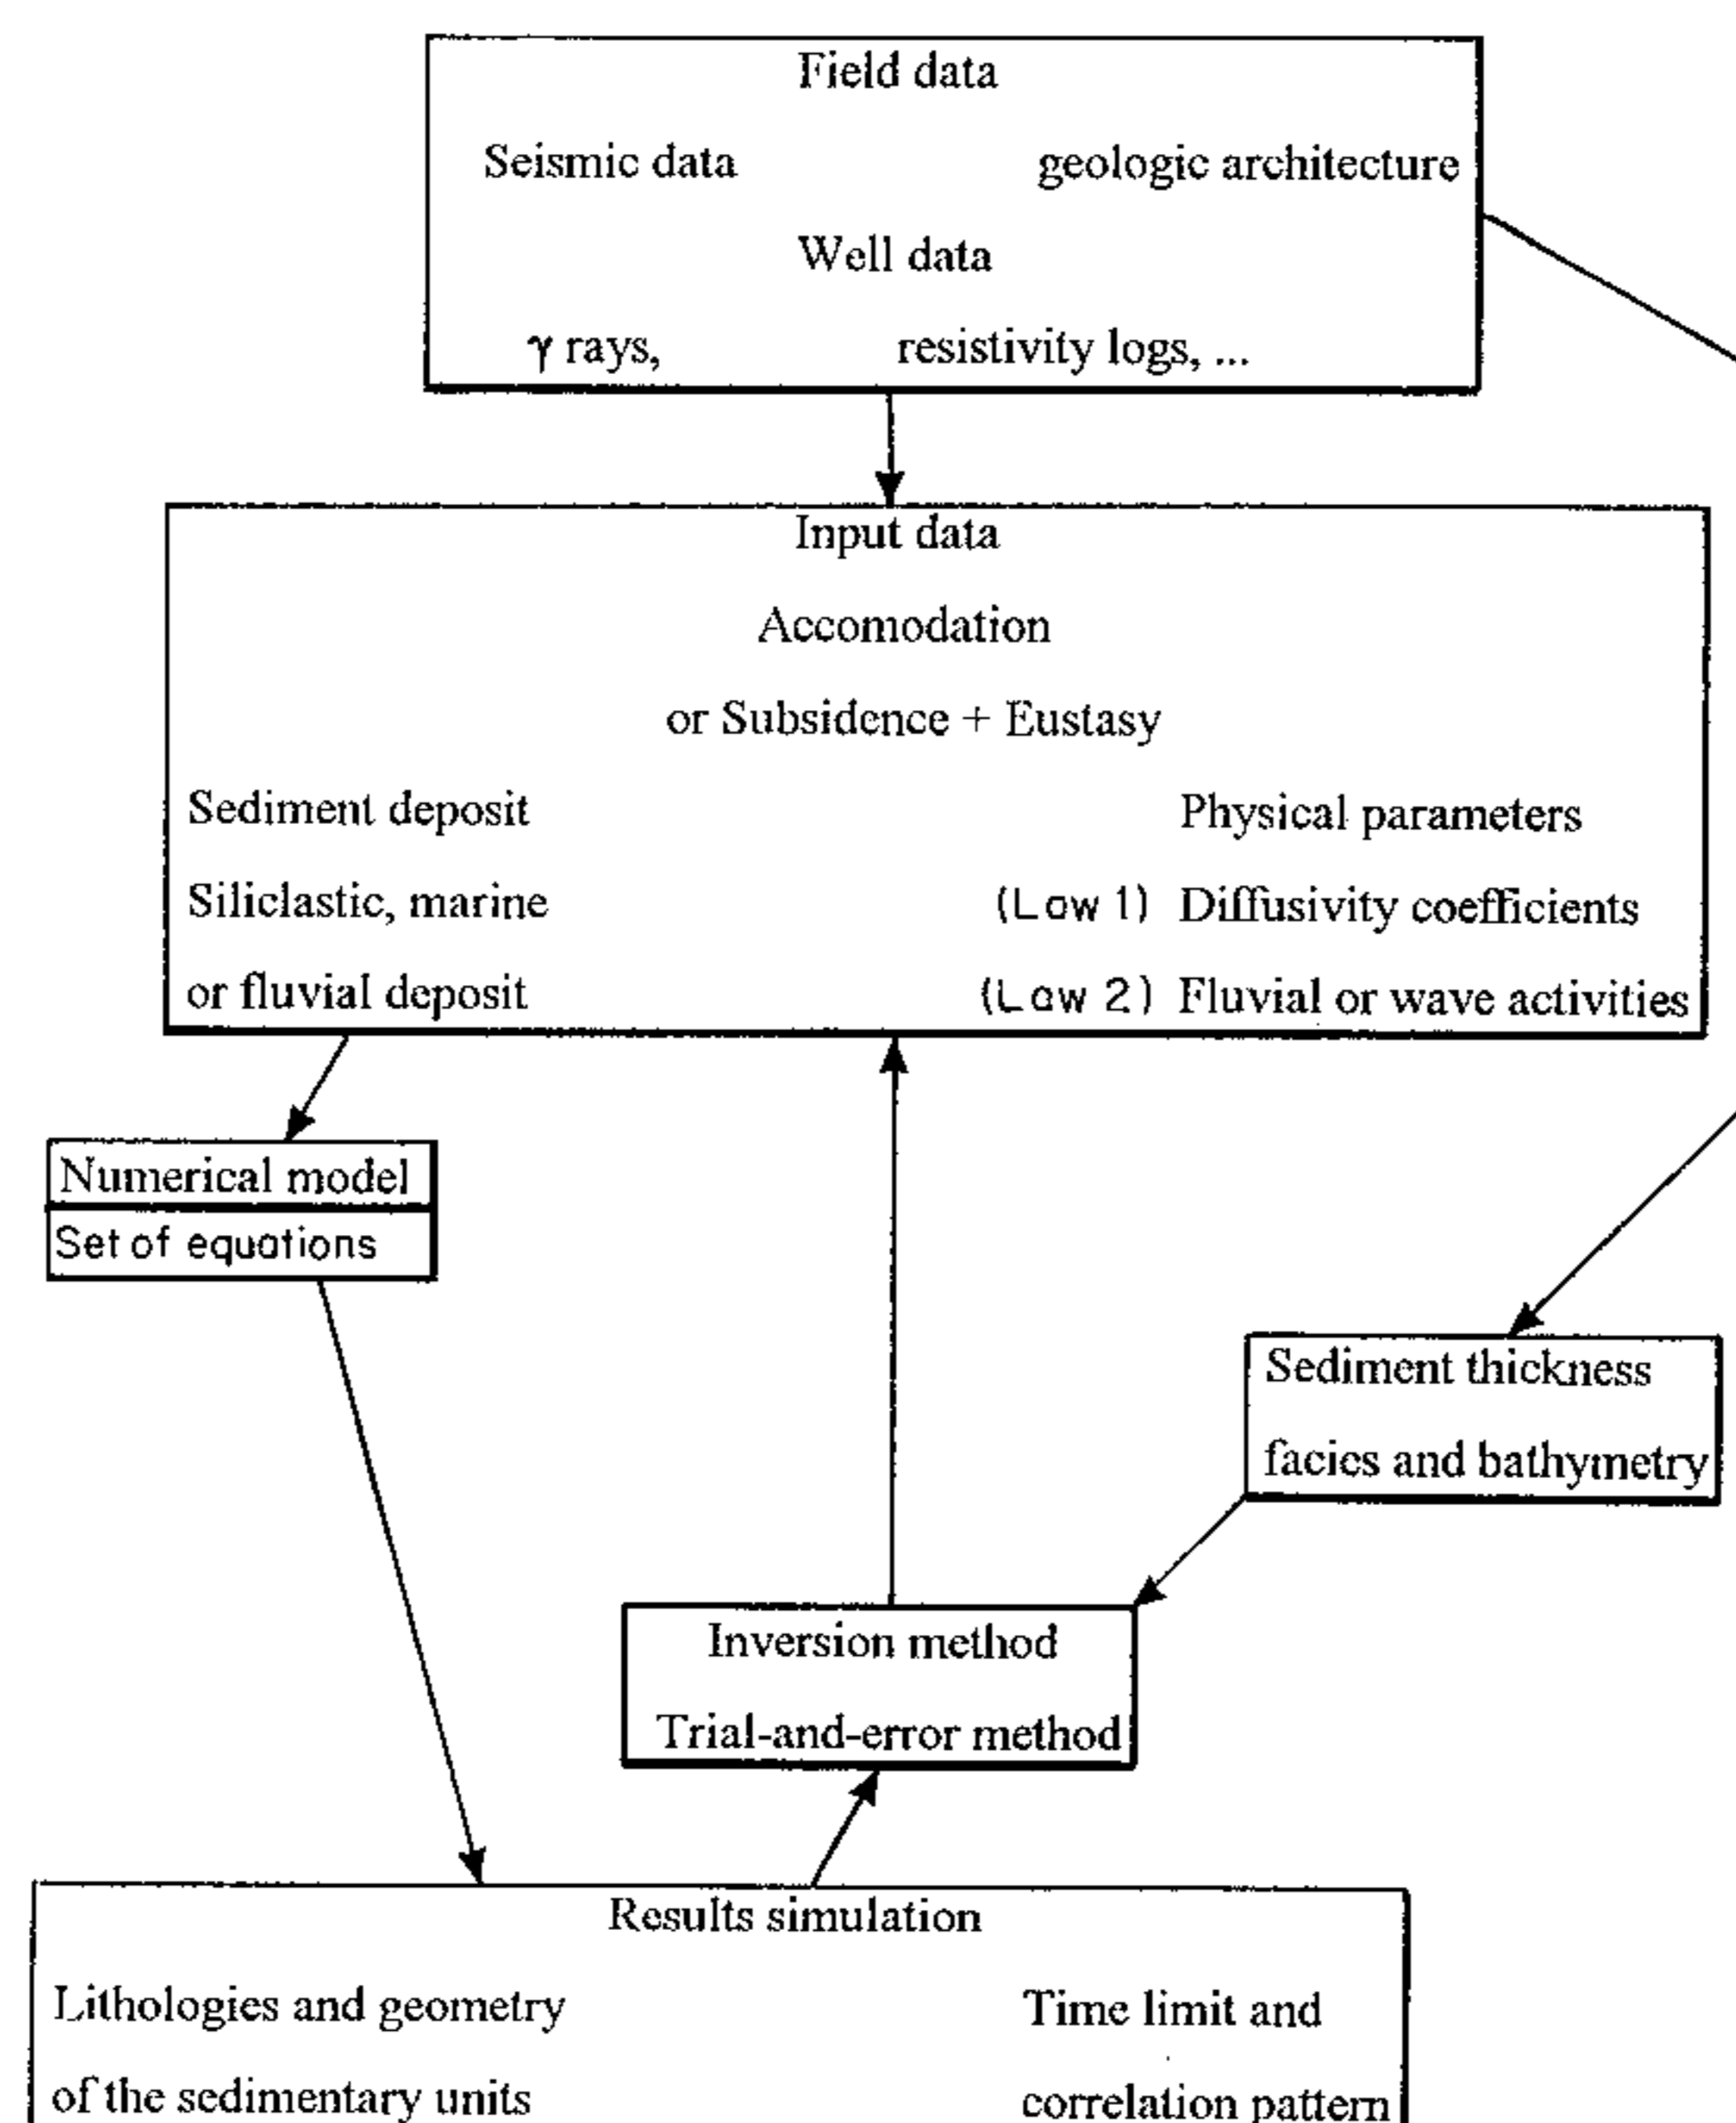 Field data
Seismic data geologic architecture
Well data
γ rays, resistivity logs, ...
Input data
Accomodation
or Subsidence + Eustasy
Sediment deposit Physical parameters
Siliclastic, marine (Law 1) Diffusivity coefficients
or fluvial deposit (Law 2) Fluvial or wave activities
Numerical model
Set of equations
Sediment thickness
facies and bathymetry
Inversion method
Trial-and-error method
Results simulation
Lithologies and geometry Time limit and
of the sedimentary units correlation pattern